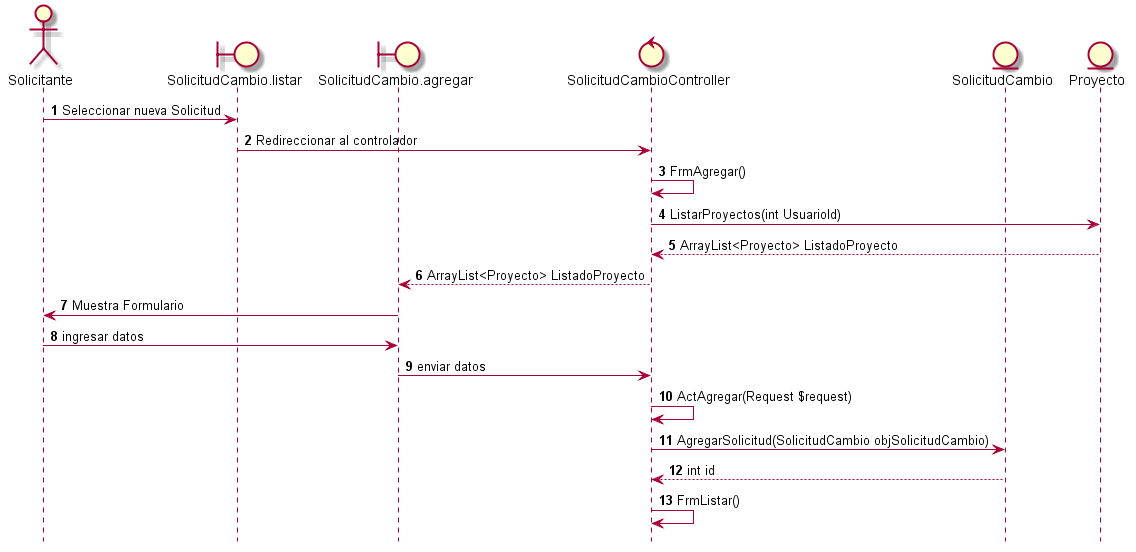 Solicitante
SolicitudCambio.listar
SolicitudCambio.agregar
SolicitudCambioController
SolicitudCambio
Proyecto
1 Seleccionar nueva Solicitud
2 Redireccionar al controlador
3 FrmAgregar()
4 ListarProyectos(int UsuarioId)
5 ArrayList<Proyecto> ListadoProyecto
6 ArrayList<Proyecto> ListadoProyecto
7 Muestra Formulario
8 ingresar datos
9 enviar datos
10 ActAgregar(Request $request)
11 AgregarSolicitud(SolicitudCambio objSolicitudCambio)
12 int id
13 FrmListar()